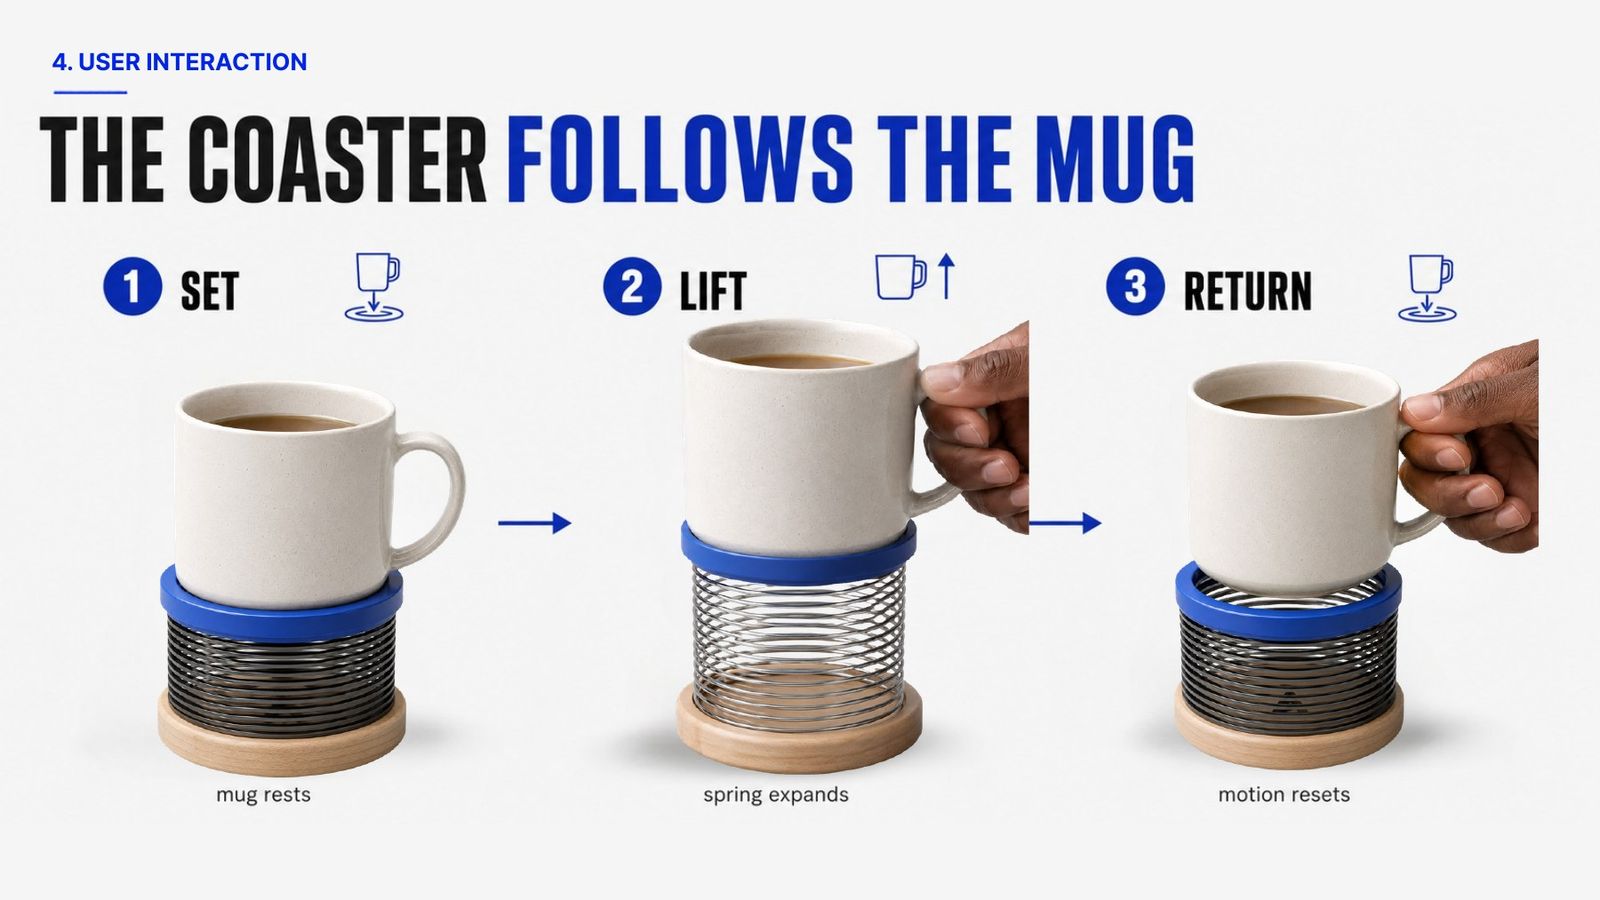 4. USER INTERACTION
THE COASTER FOLLOWS THE MUG
1 SET
2 LIFT
3 RETURN
mug rests
spring expands
motion resets